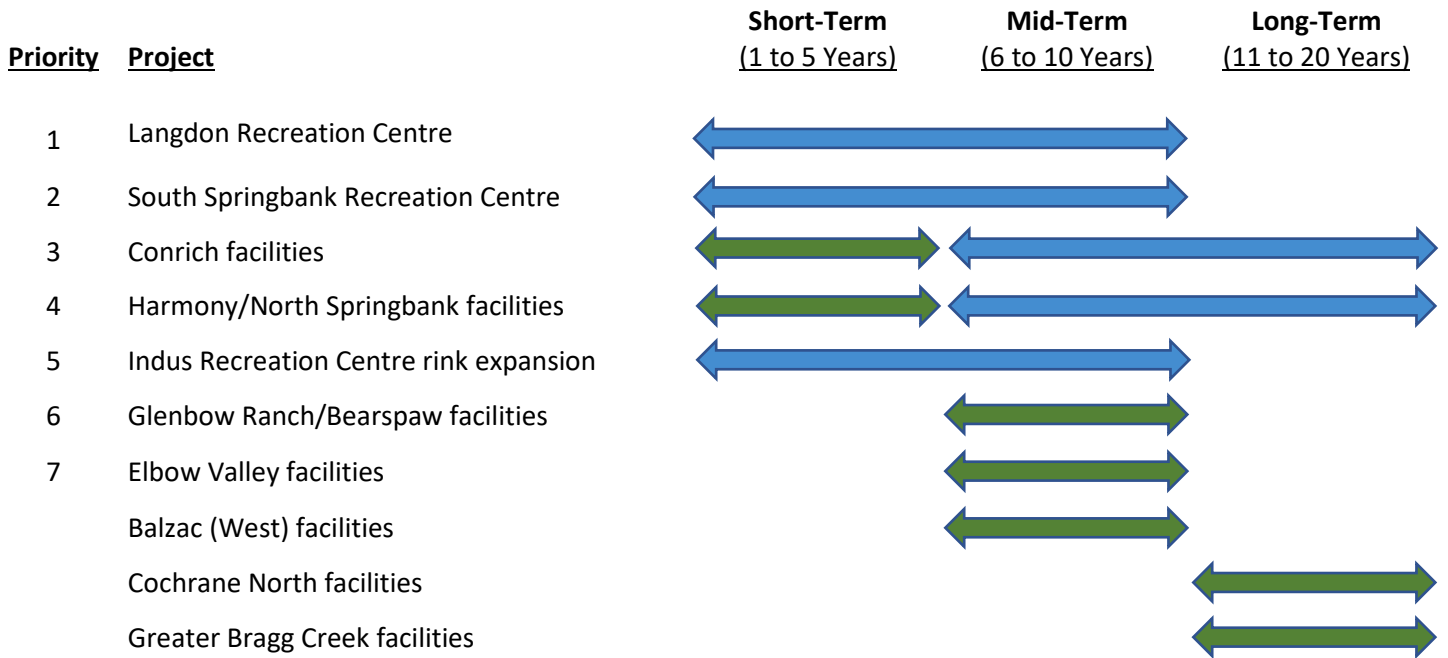 Short-Term Mid-Term Long-Term
Priority Project (1 to 5 Years) (6 to 10 Years) (11 to 20 Years)
1 Langdon Recreation Centre
2 South Springbank Recreation Centre
3 Conrich facilities
4 Harmony/North Springbank facilities
5 Indus Recreation Centre rink expansion
6 Glenbow Ranch/Bearspaw facilities
7 Elbow Valley facilities
Balzac (West) facilities
Cochrane North facilities
Greater Bragg Creek facilities